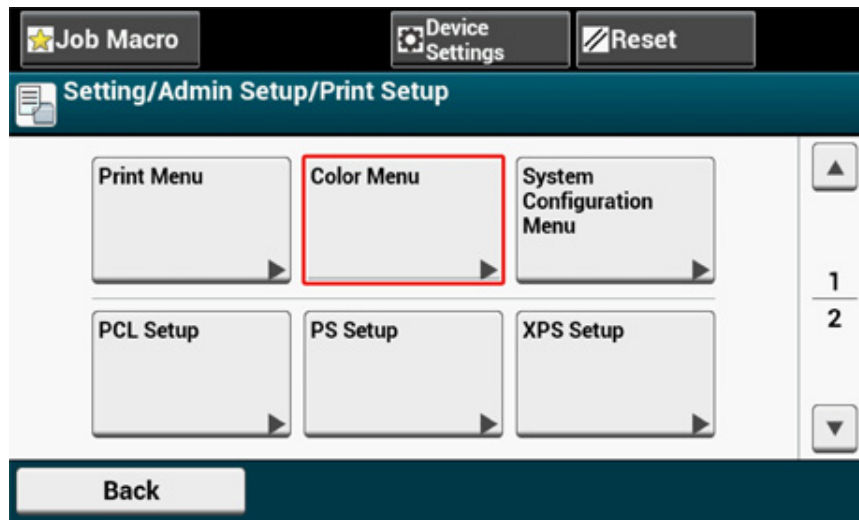 Job Macro
Device
Settings
Reset
Setting/Admin Setup/Print Setup
Print Menu
Color Menu
System
Configuration
Menu
1
2
PCL Setup
PS Setup
XPS Setup
Back